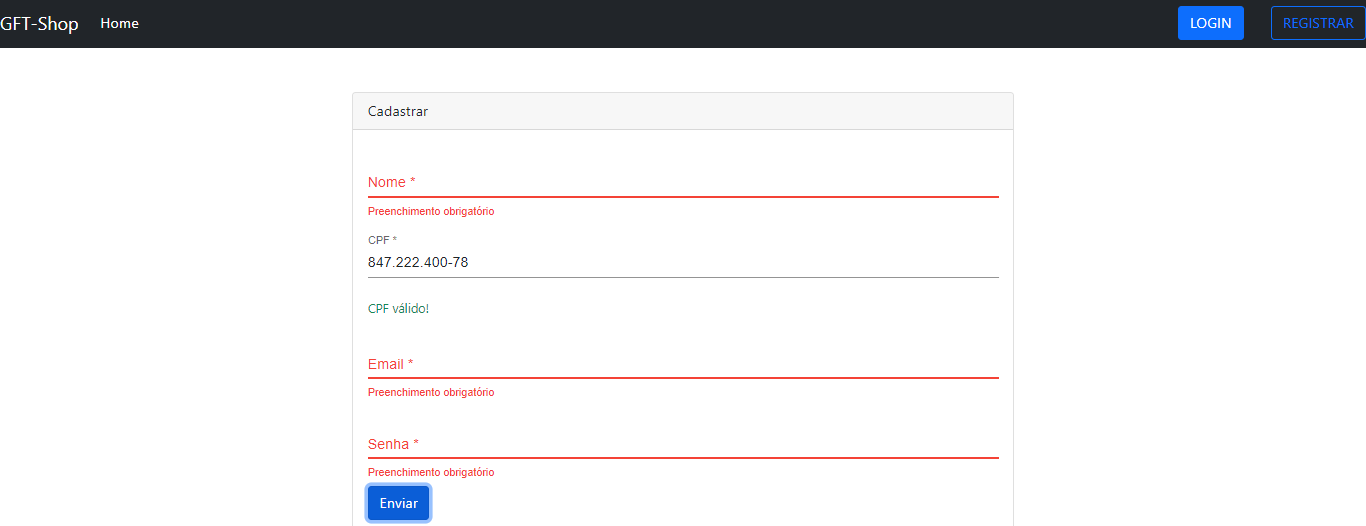 GFT-Shop Home LOGIN REGISTRAR
Cadastrar
Nome *
Preenchimento obrigatório
CPF *
847.222.400-78
CPF válido!
Email *
Preenchimento obrigatório
Senha *
Preenchimento obrigatório
Enviar